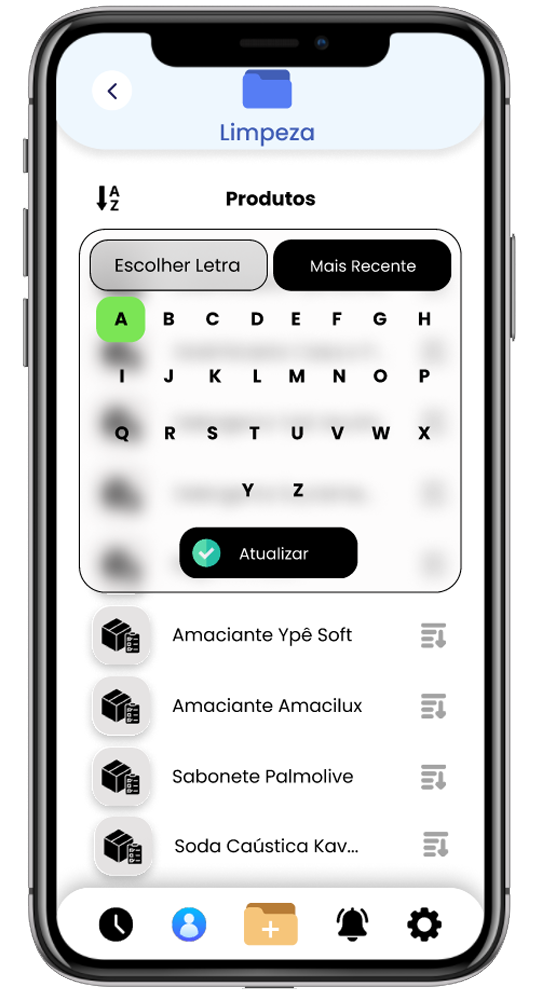 Limpeza
A Z
Produtos
Escolher Letra Mais Recente
A B C D E F G H
I J K L M N O P
Q R S T U V W X
Y Z
Atualizar
Amaciante Ypê Soft
Amaciante Amacilux
Sabonete Palmolive
Soda Caústica Kav...